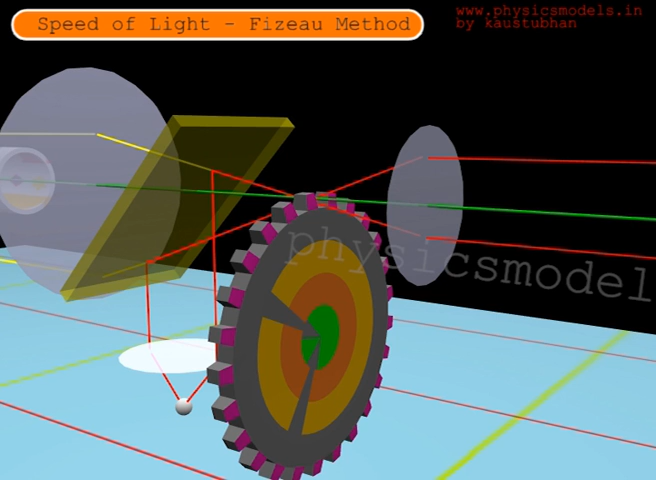 Speed of Light - Fizeau Method
www.physicsmodels.in
by kaustubhan
physicsmodel